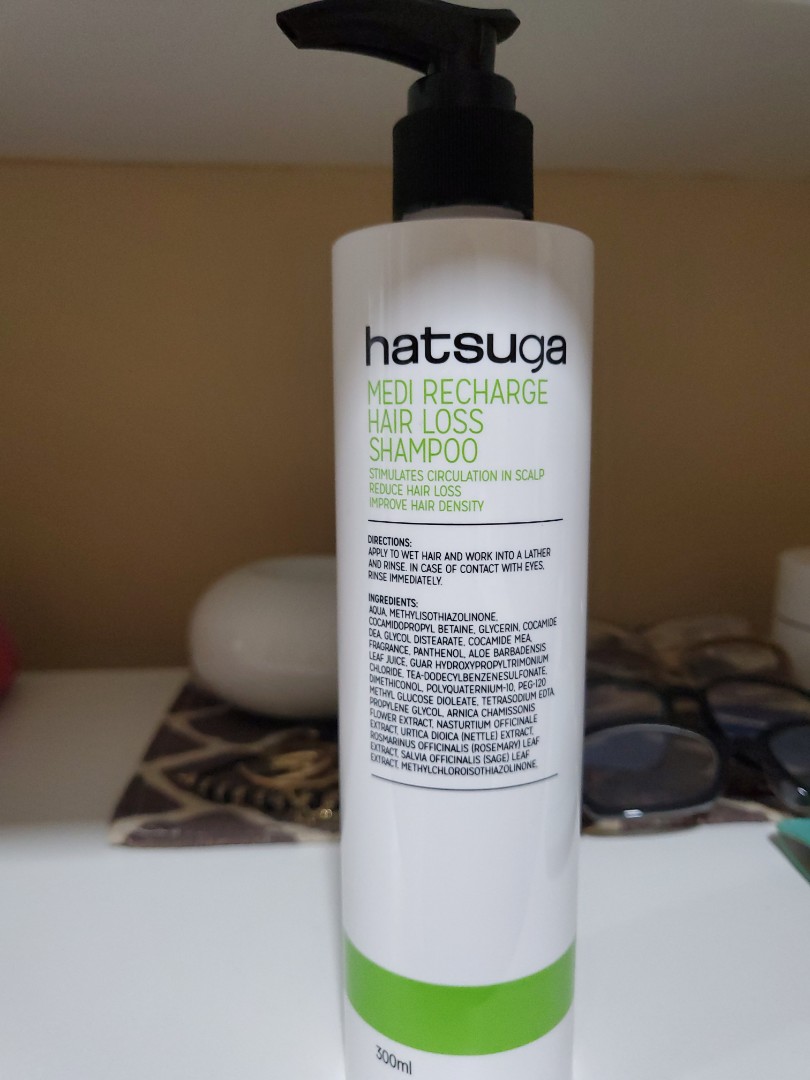 hatsuga
MEDI RECHARGE
HAIR LOSS
SHAMPOO
STIMULATES CIRCULATION IN SCALP
REDUCE HAIR LOSS
IMPROVE HAIR DENSITY
DIRECTIONS:
APPLY TO WET HAIR AND WORK INTO A LATHER
AND RINSE. IN CASE OF CONTACT WITH EYES,
RINSE IMMEDIATELY.
INGREDIENTS:
AQUA, METHYLISOTHIAZOLINONE,
COCAMIDOPROPYL BETAINE, GLYCERIN, COCAMIDE
DEA, GLYCOL DISTEARATE, COCAMIDE MEA,
FRAGRANCE, PANTHENOL, ALOE BARBADENSIS
LEAF JUICE, GUAR HYDROXYPROPYLTRIMONIUM
CHLORIDE, TEA-DODECYLBENZENESULFONATE,
DIMETHICONOL, POLYQUATERNIUM-10, PEG-120
METHYL GLUCOSE DIOLEATE, TETRASODIUM EDTA,
PROPYLENE GLYCOL, ARNICA CHAMISSONIS
FLOWER EXTRACT, NASTURTIUM OFFICINALE
EXTRACT, URTICA DIOICA (NETTLE) EXTRACT,
ROSMARINUS OFFICINALIS (ROSEMARY) LEAF
EXTRACT, SALVIA OFFICINALIS (SAGE) LEAF
EXTRACT, METHYLCHLOROISOTHIAZOLINONE.
300ml